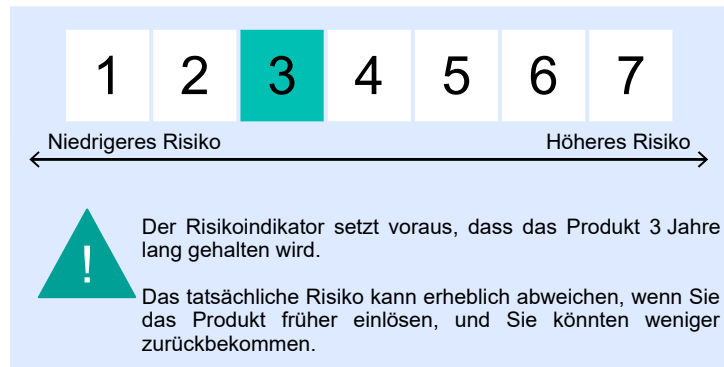 1 2 3 4 5 6 7
Niedrigeres Risiko Höheres Risiko
!
Der Risikoindikator setzt voraus, dass das Produkt 3 Jahre
lang gehalten wird.
Das tatsächliche Risiko kann erheblich abweichen, wenn Sie
das Produkt früher einlösen, und Sie könnten weniger
zurückbekommen.